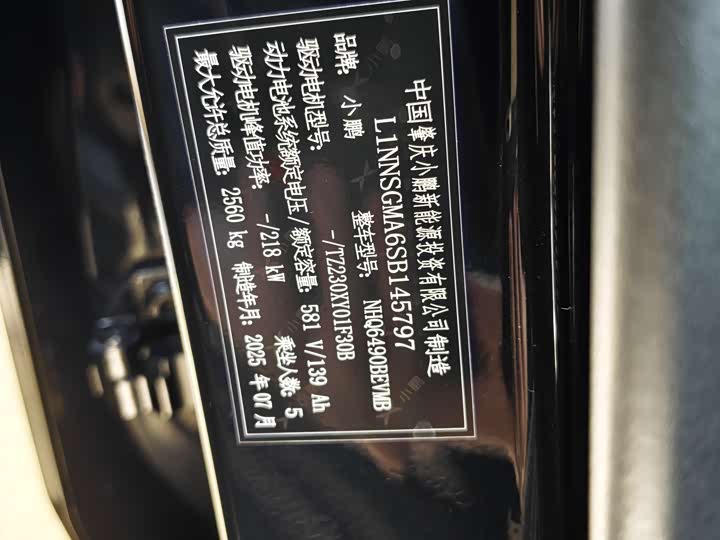 中国肇庆小鹏新能源投资有限公司制造
L1NNSGMA6SB145797
品牌： 小鹏 整车型号： NHQ6490BEVMB
驱动电机型号： -/TZ230XY01F30B
动力电池系统额定电压/额定容量： 581 V/139 Ah
驱动电机峰值功率： -/218 kW 乘坐人数： 5
最大允许总质量： 2560 kg 制造年月： 2025 年 07 月